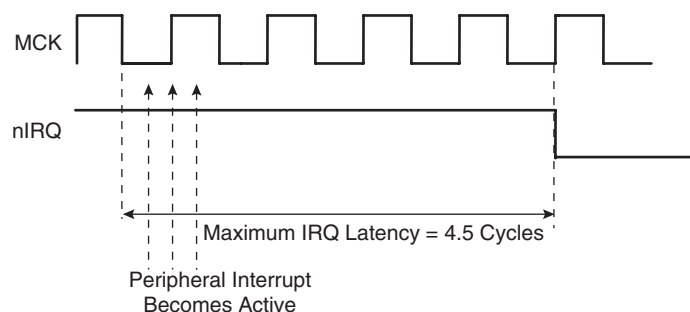 MCK
nIRQ
Maximum IRQ Latency = 4.5 Cycles
Peripheral Interrupt
Becomes Active